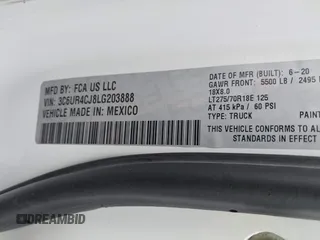 MFD BY: FCA US LLC
VIN: 3C6UR4CJ8LG203888
VEHICLE MADE IN: MEXICO
DATE OF MFR (BUILT): 6-20
GAWR FRONT: 5500 LB / 2495
18X8.0
LT275/70R18E 125
AT 415 kPa / 60 PSI
THIS VEHICLE CONFORMS TO
STANDARDS IN EFFECT
TYPE: TRUCK
PAINT
DREAMBID